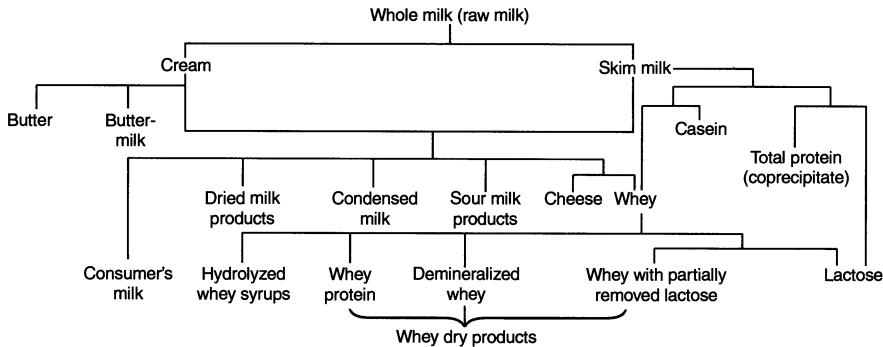 Whole milk (raw milk)
Cream
Skim milk
Butter
Butter-
milk
Casein
Total protein
(coprecipitate)
Dried milk
products
Condensed
milk
Sour milk
products
Cheese
Whey
Consumer's
milk
Hydrolyzed
whey syrups
Whey
protein
Demineralized
whey
Whey with partially
removed lactose
Lactose
Whey dry products